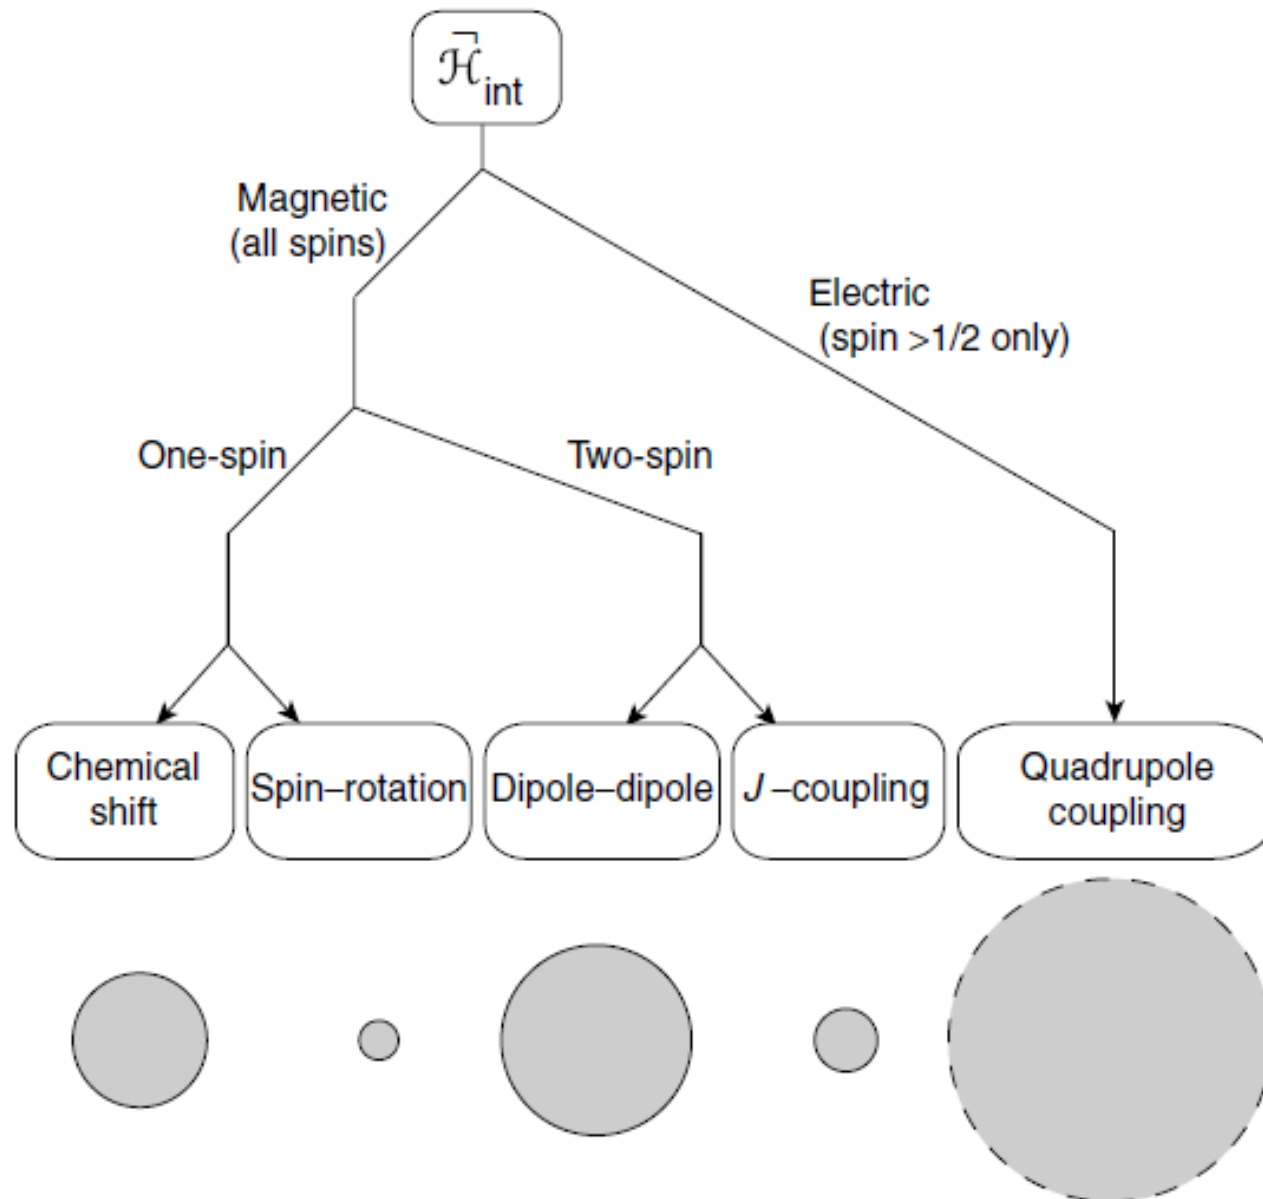 ℋ̄int
Magnetic
(all spins)
Electric
(spin >1/2 only)
One-spin
Two-spin
Chemical
shift
Spin–rotation
Dipole–dipole
J–coupling
Quadrupole
coupling